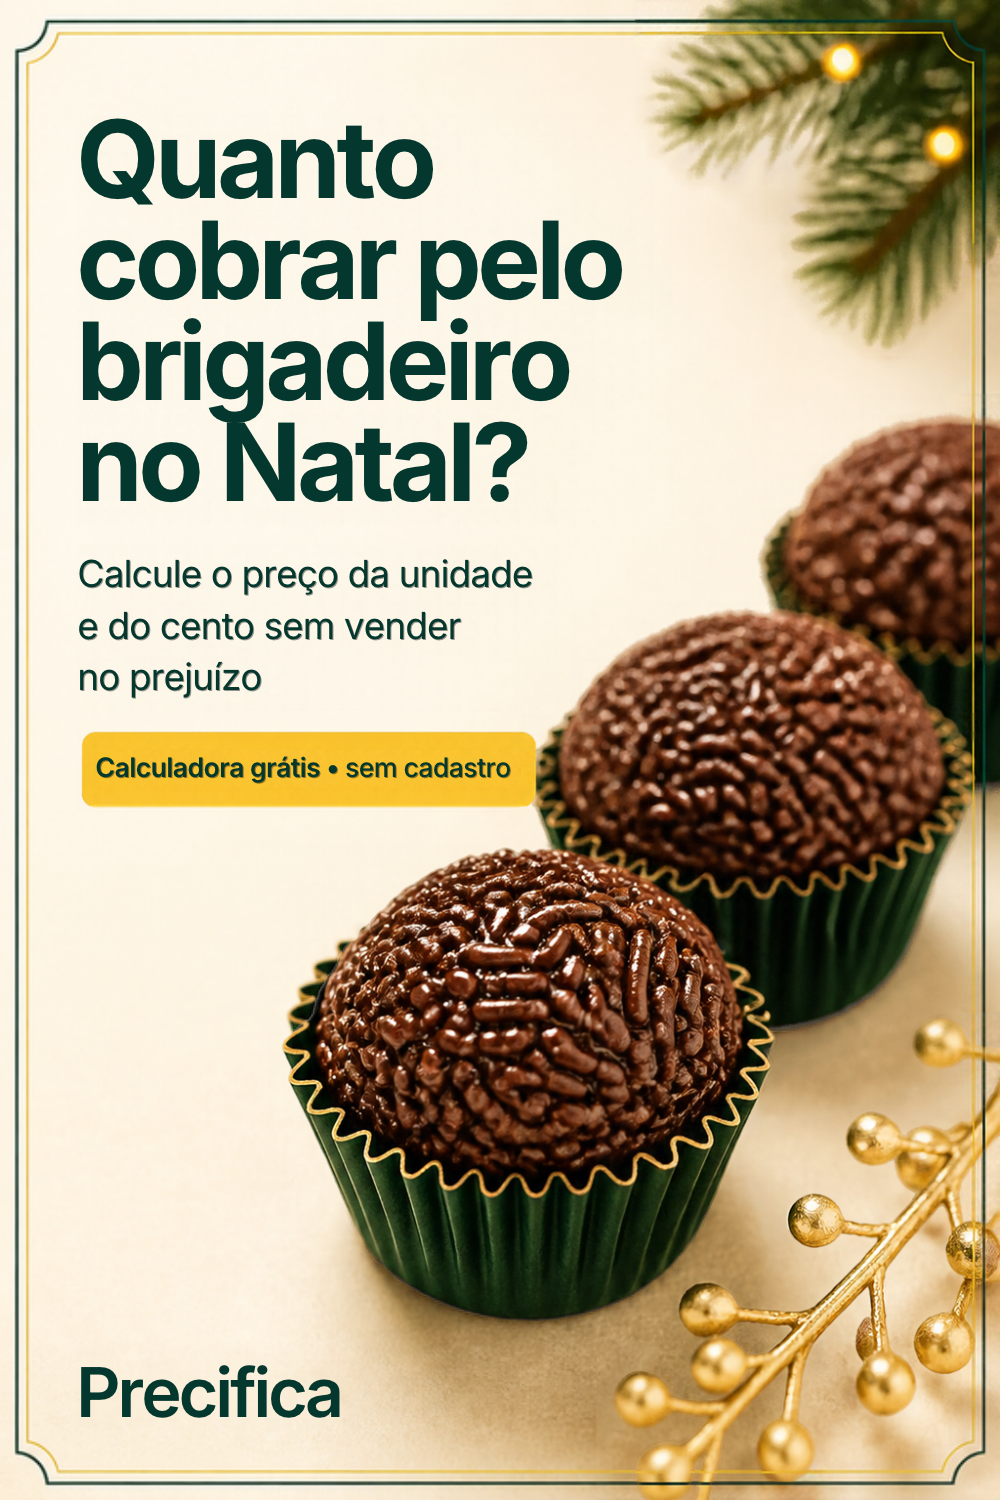 Quanto
cobrar pelo
brigadeiro
no Natal?
Calcule o preço da unidade
e do cento sem vender
no prejuízo
Calculadora grátis • sem cadastro
Precifica